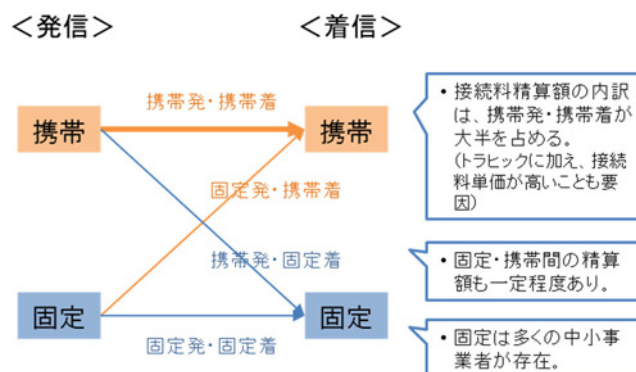 ＜発信＞
＜着信＞
携帯発・携帯着
携帯
携帯
固定発・携帯着
携帯発・固定着
固定
固定
固定発・固定着
• 接続料精算額の内訳
は、携帯発・携帯着が
大半を占める。
(トラヒックに加え、接続
料単価が高いことも要
因)
• 固定・携帯間の精算
額も一定程度あり。
• 固定は多くの中小事
業者が存在。